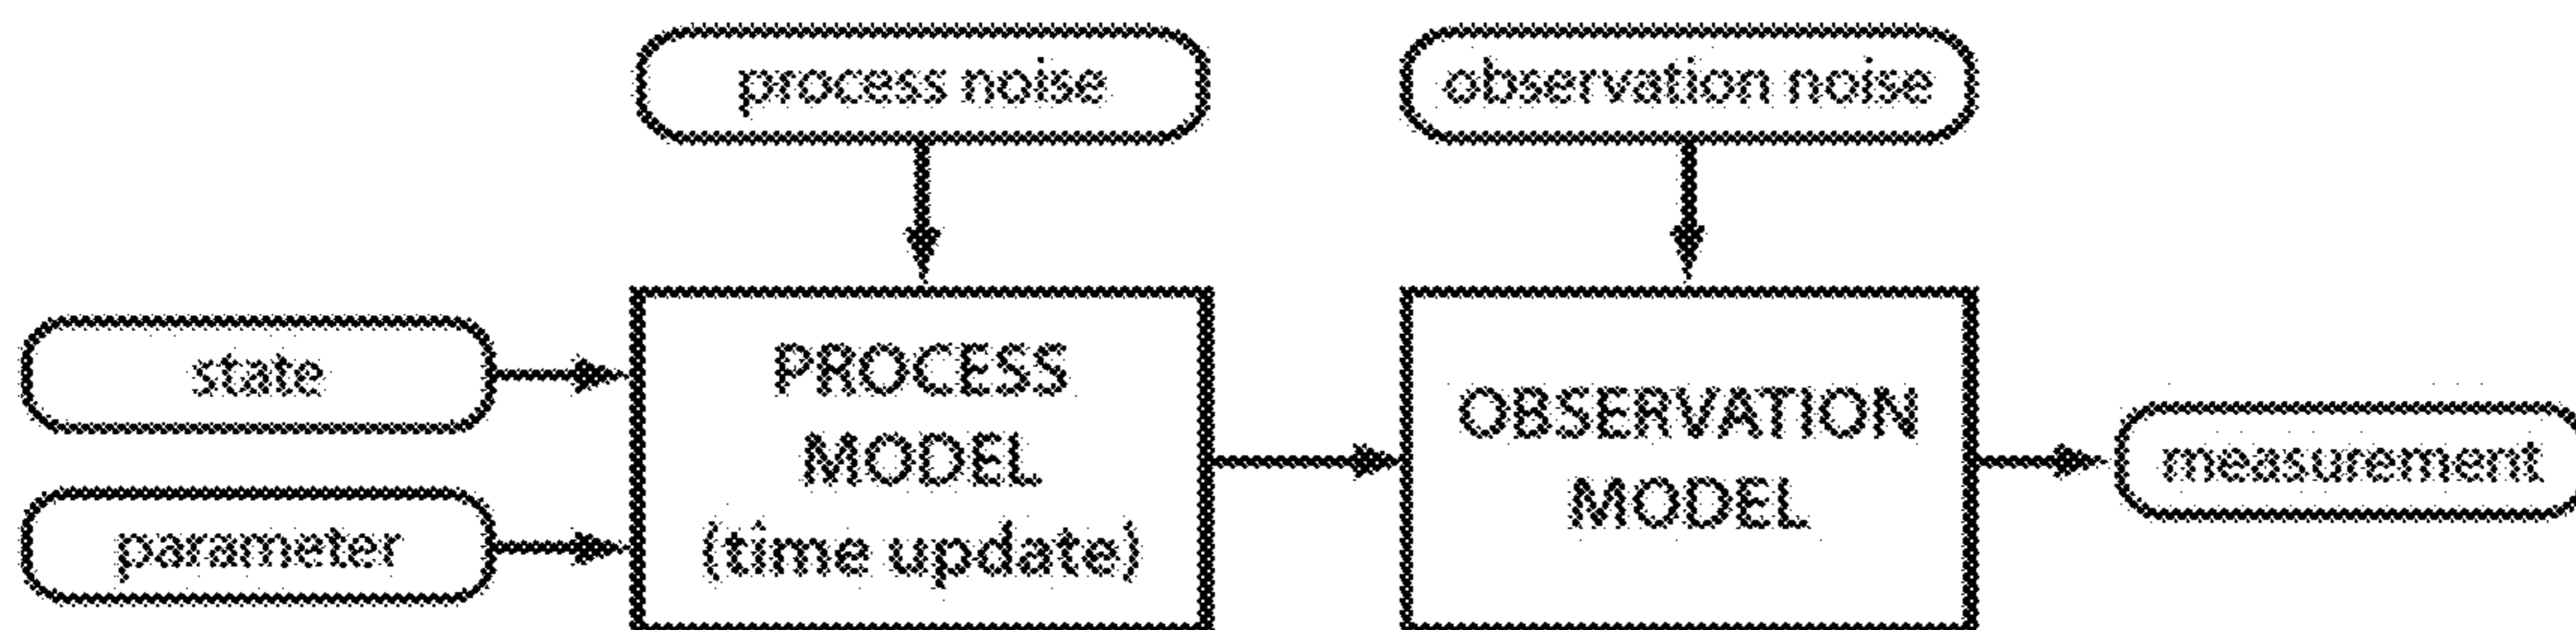 process noise
observation noise
state
parameter
PROCESS
MODEL
(time update)
OBSERVATION
MODEL
measurement